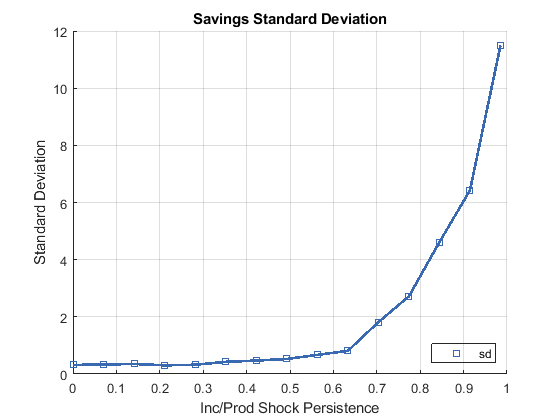 Savings Standard Deviation
Standard Deviation
12
10
8
6
4
2
0
sd
0 0.1 0.2 0.3 0.4 0.5 0.6 0.7 0.8 0.9 1
Inc/Prod Shock Persistence